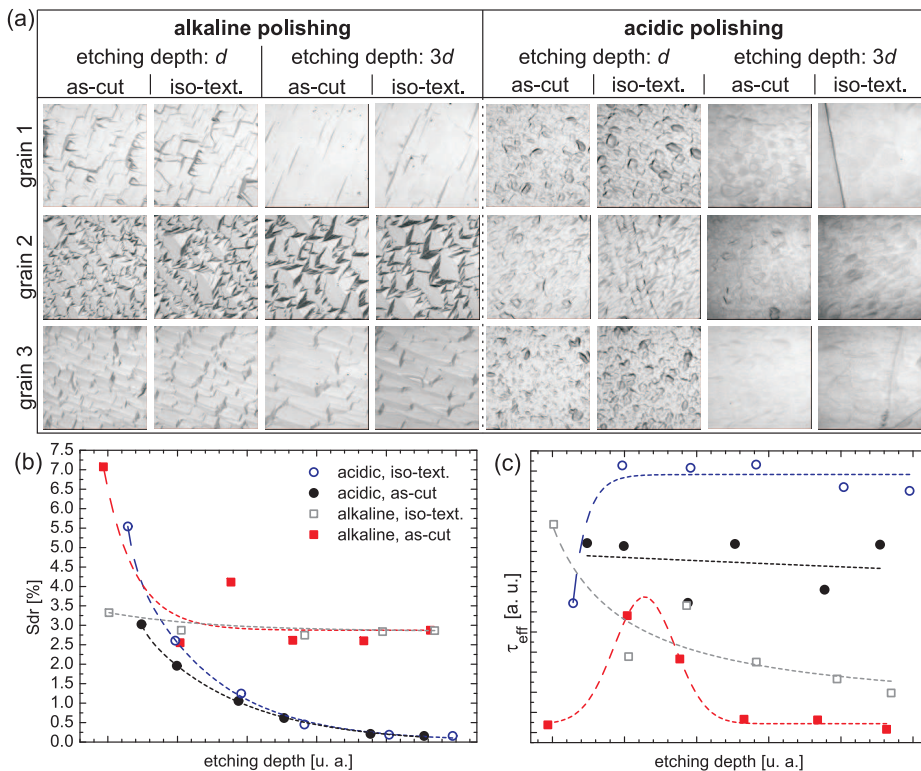 (a)
alkaline polishing acidic polishing
etching depth: d etching depth: 3d etching depth: d etching depth: 3d
as-cut iso-text. as-cut iso-text. as-cut iso-text. as-cut iso-text.
grain 1
grain 2
grain 3
(b)
7.5
7.0
6.5
6.0
5.5
5.0
4.5
4.0
3.5
3.0
2.5
2.0
1.5
1.0
0.5
0.0
Sdr [%]
acidic, iso-text.
acidic, as-cut
alkaline, iso-text.
alkaline, as-cut
etching depth [u. a.]
(c)
τeff [a. u.]
etching depth [u. a.]